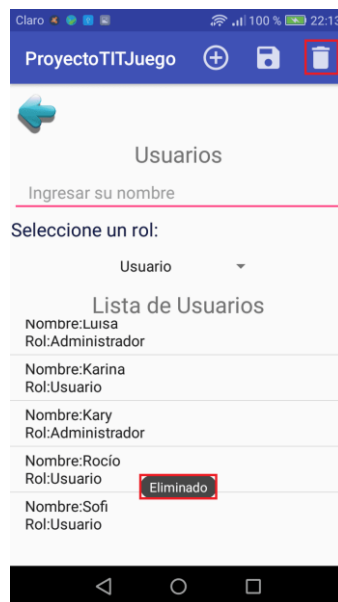 Claro 100 % 22:13
ProyectoTITJuego
Usuarios
Ingresar su nombre
Seleccione un rol:
Usuario
Lista de Usuarios
Nombre:Luisa
Rol:Administrador
Nombre:Karina
Rol:Usuario
Nombre:Kary
Rol:Administrador
Nombre:Rocío
Rol:Usuario
Eliminado
Nombre:Sofi
Rol:Usuario